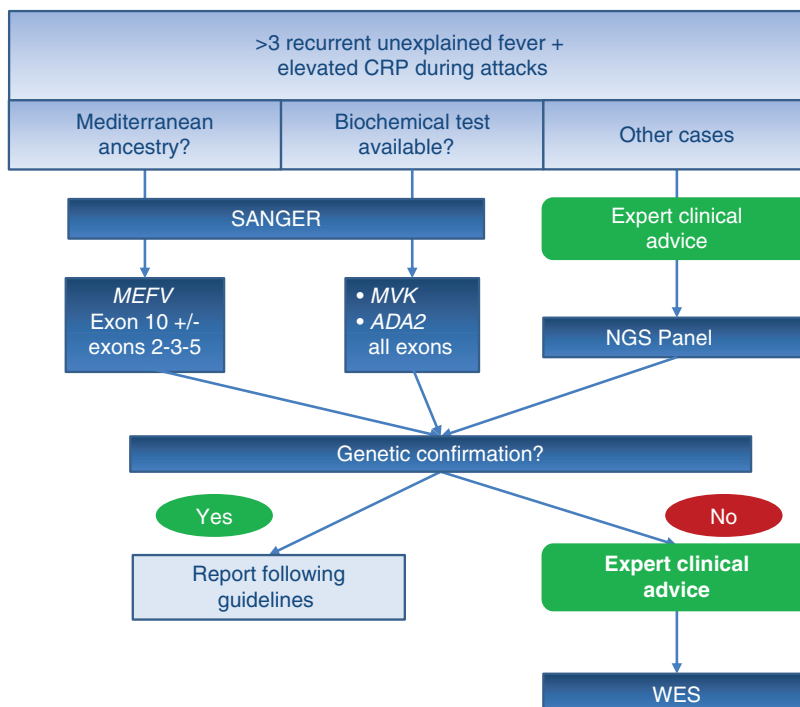 >3 recurrent unexplained fever +
elevated CRP during attacks
Mediterranean
ancestry?
Biochemical test
available?
Other cases
SANGER
Expert clinical
advice
MEFV
Exon 10 +/-
exons 2-3-5
• MVK
• ADA2
all exons
NGS Panel
Genetic confirmation?
Yes
No
Report following
guidelines
Expert clinical
advice
WES